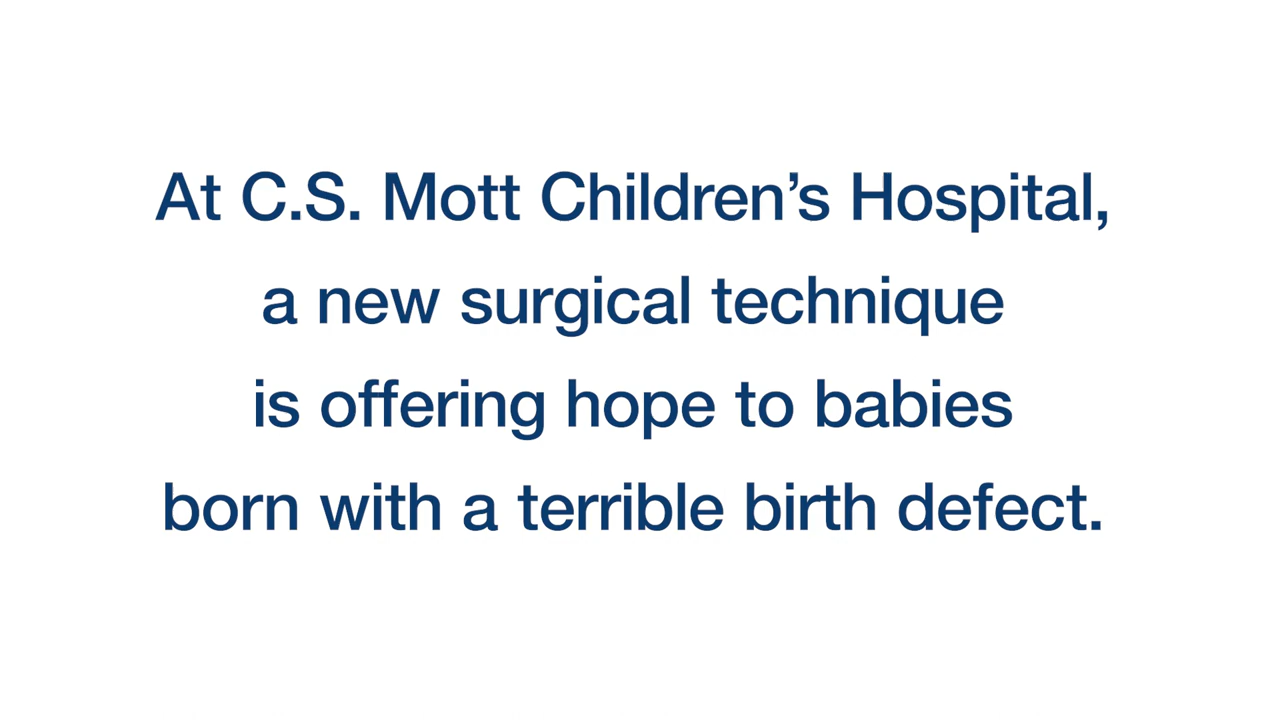 At C.S. Mott Children’s Hospital,
a new surgical technique
is offering hope to babies
born with a terrible birth defect.